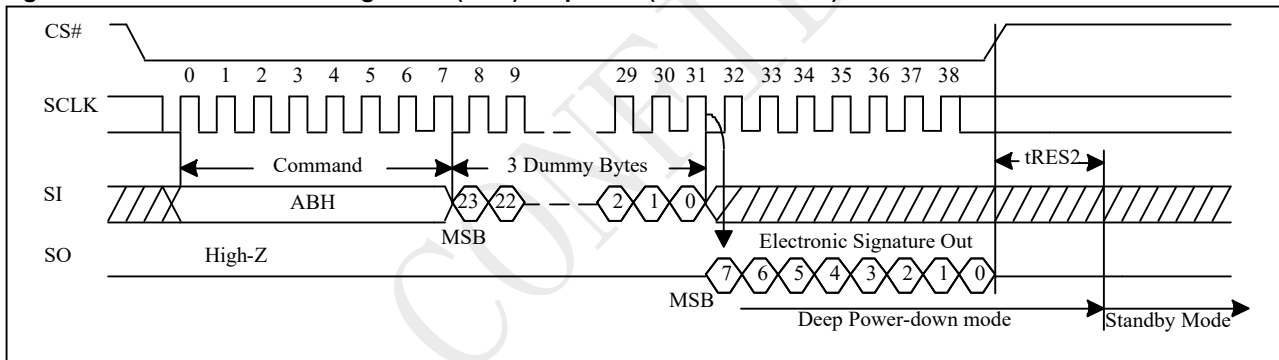 CS#
0 1 2 3 4 5 6 7 8 9 29 30 31 32 33 34 35 36 37 38
SCLK
Command 3 Dummy Bytes tRES2
SI ABH 23 22 2 1 0
MSB
SO High-Z Electronic Signature Out
7 6 5 4 3 2 1 0
MSB
Deep Power-down mode Standby Mode